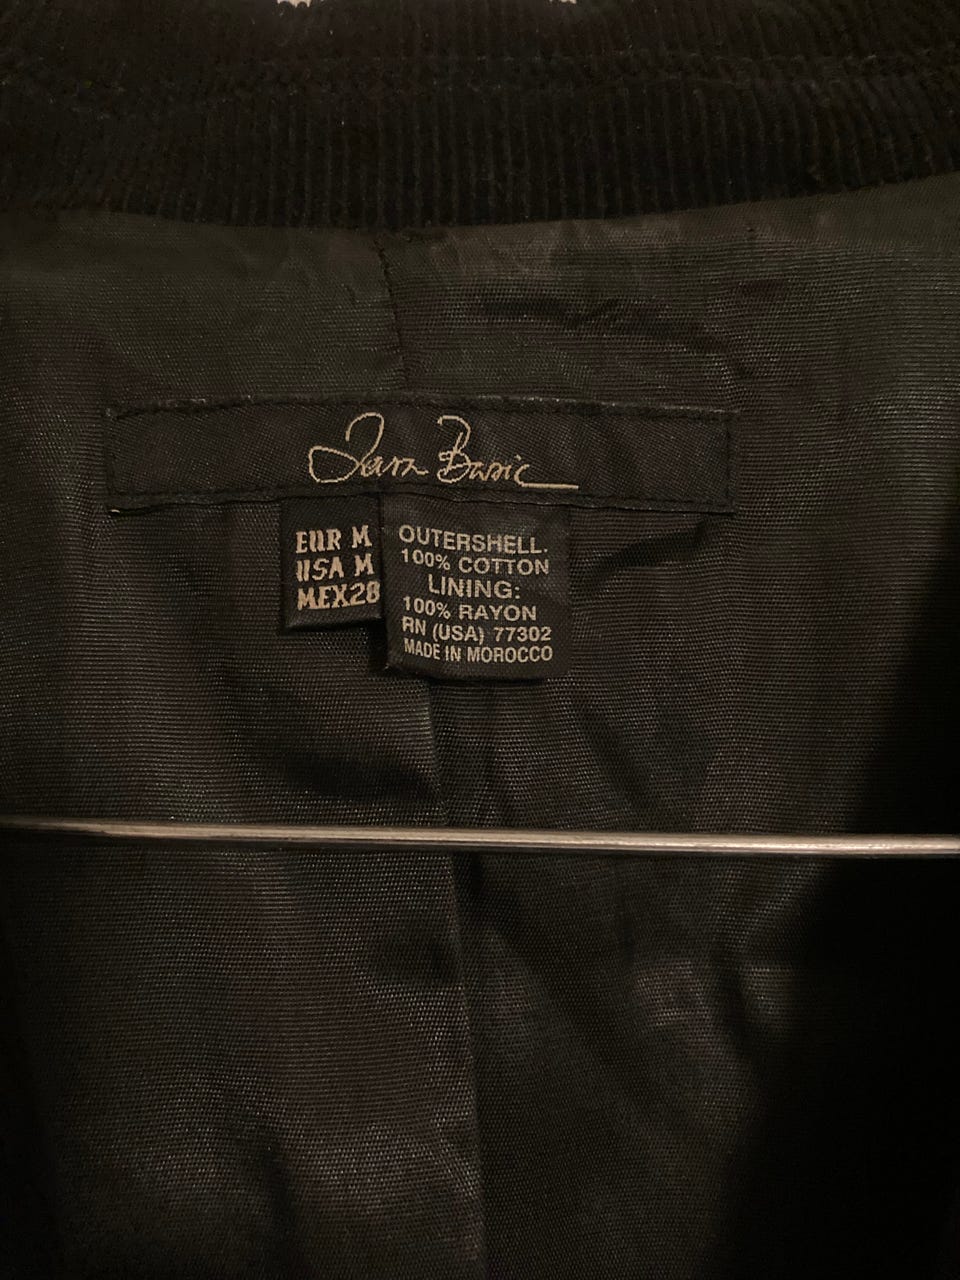 Zara Basic
EUR M
USA M
MEX28
OUTERSHELL.
100% COTTON
LINING:
100% RAYON
RN (USA) 77302
MADE IN MOROCCO